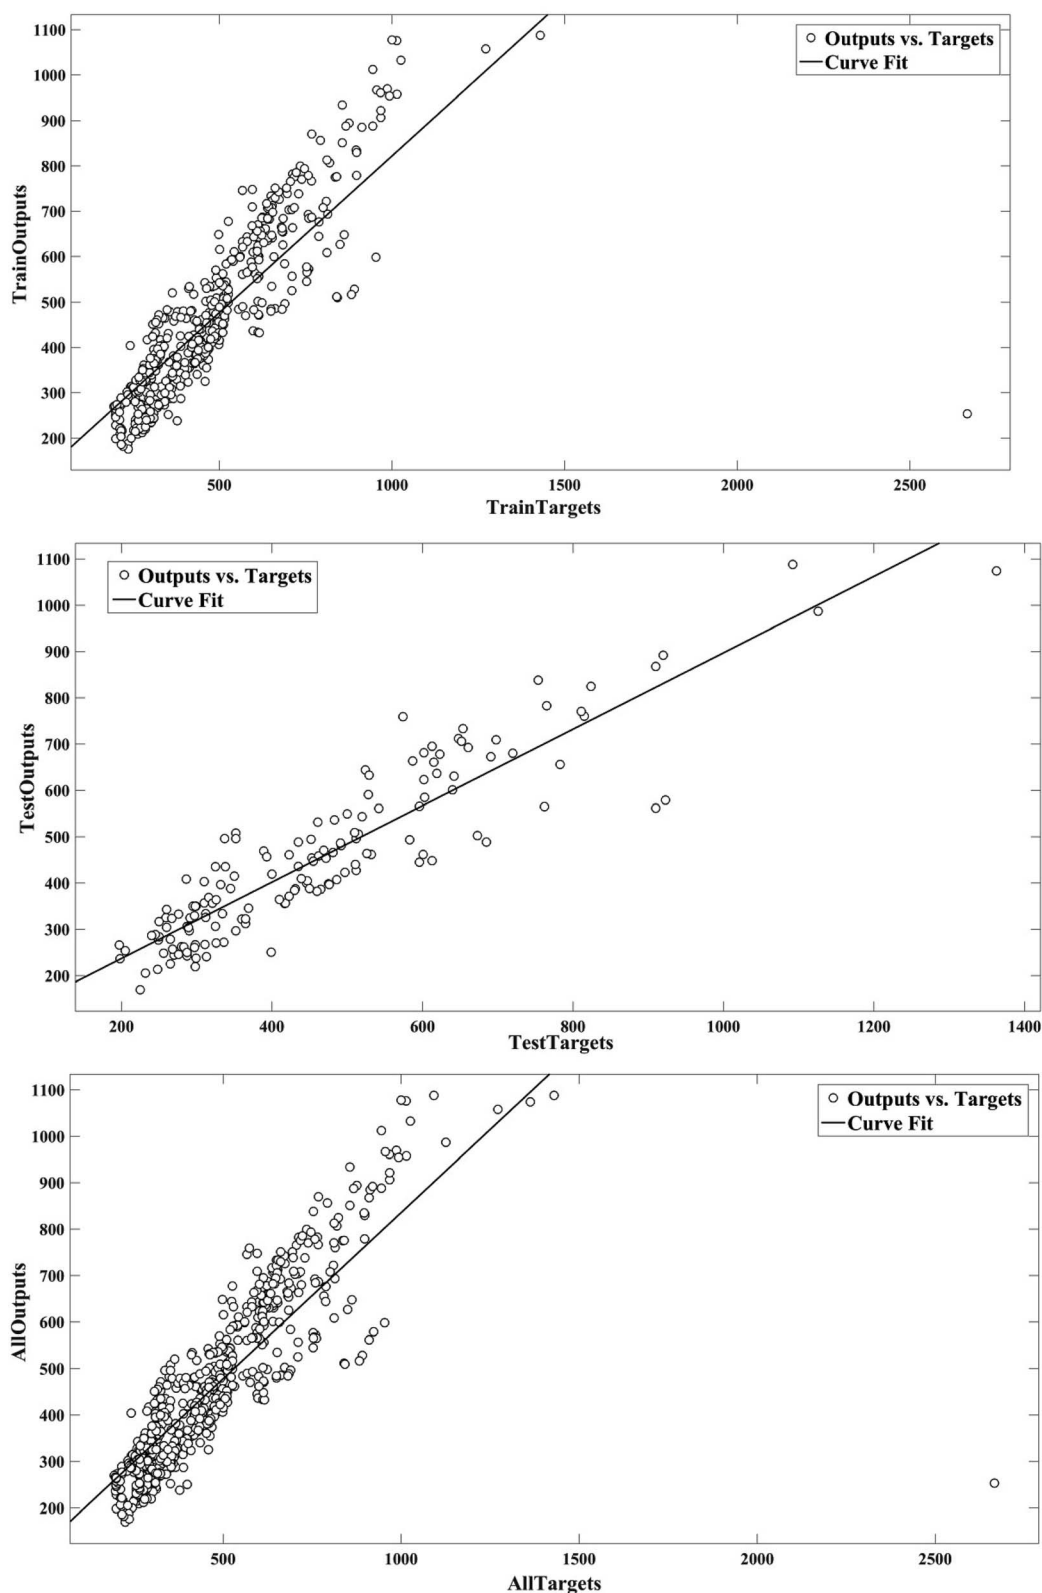 1100
Outputs vs. Targets
1000
Curve Fit
900
800
700
600
500
400
300
200
TrainOutputs
500 1000 1500 2000 2500
TrainTargets
1100
Outputs vs. Targets
1000
Curve Fit
900
800
700
600
500
400
300
200
TestOutputs
200 400 600 800 1000 1200 1400
TestTargets
1100
Outputs vs. Targets
1000
Curve Fit
900
800
700
600
500
400
300
200
AllOutputs
500 1000 1500 2000 2500
AllTargets